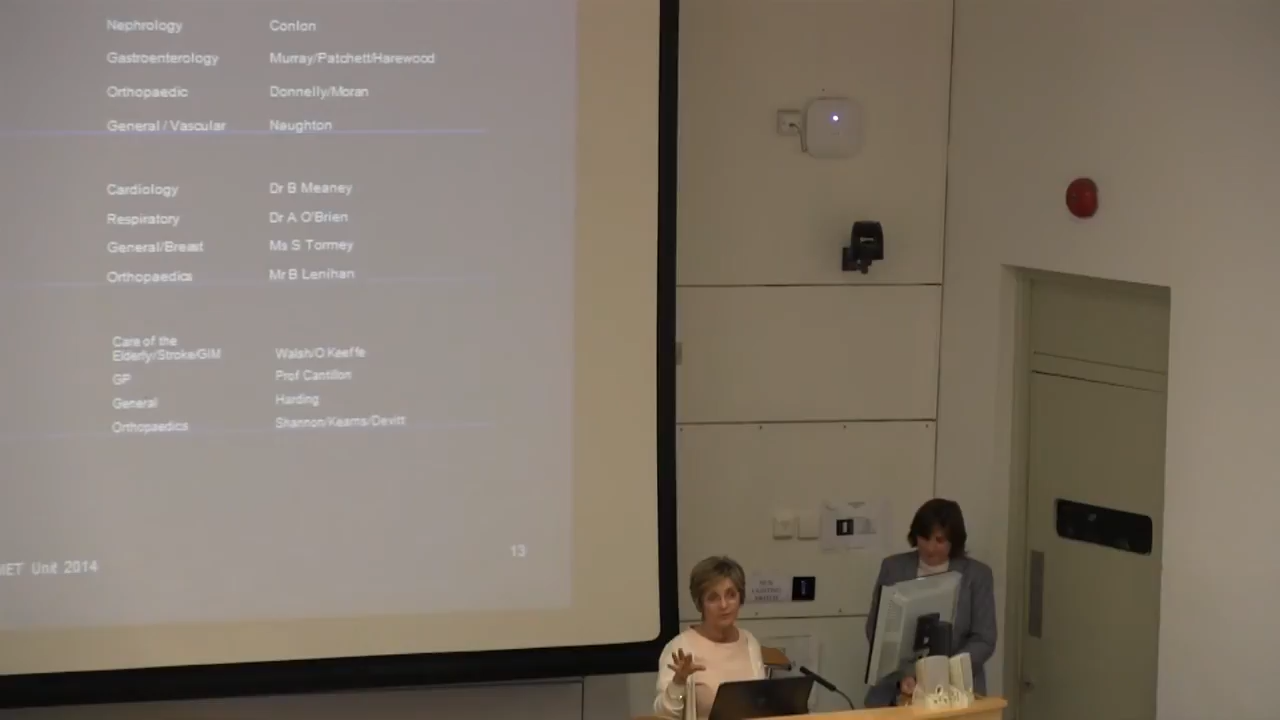 Nephrology Conlon
Gastroenterology Murray/Patchett/Harewood
Orthopaedic Donnelly/Moran
General / Vascular Naughton
Cardiology Dr B Meaney
Respiratory Dr A O'Brien
General/Breast Ms S Tormey
Orthopaedics Mr B Lenihan
Care of the
Elderly/Stroke/GIM Walsh/O Keeffe
GP Prof Cantillon
General Harding
Orthopaedics Shannon/Kearns/Devitt
13
Unit 2014